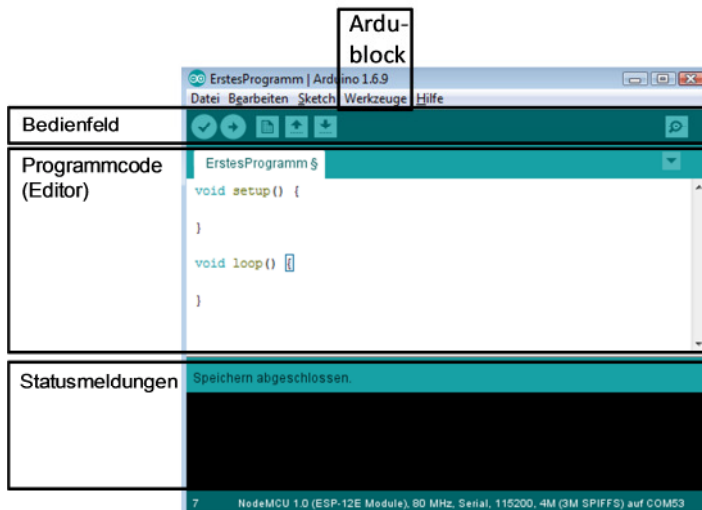 Ardu-
block
ErstesProgramm | Arduino 1.6.9
Datei Bearbeiten Sketch Werkzeuge Hilfe
Bedienfeld
Programmcode
(Editor)
ErstesProgramm §
void setup() {
}
void loop() {
}
Statusmeldungen
Speichern abgeschlossen.
7 NodeMCU 1.0 (ESP-12E Module), 80 MHz, Serial, 115200, 4M (3M SPIFFS) auf COM53